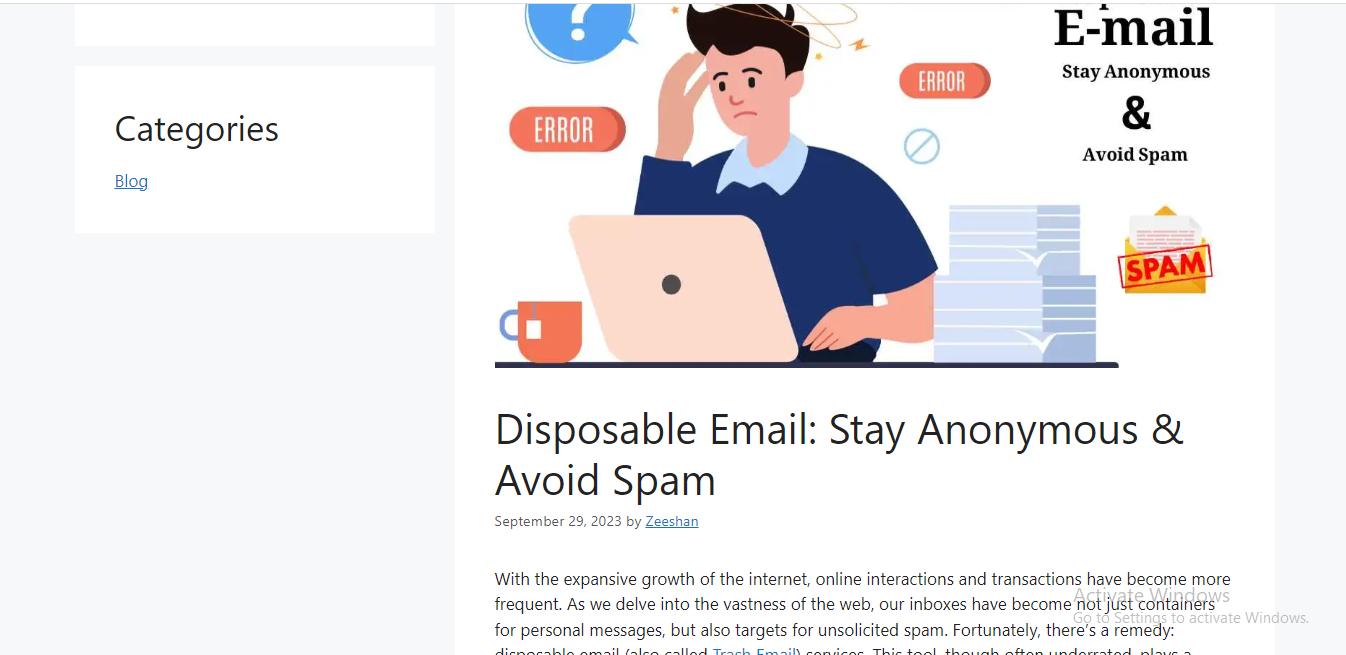 Categories
Blog
?
E-mail
Stay Anonymous
&
Avoid Spam
ERROR
ERROR
SPAM
Disposable Email: Stay Anonymous &
Avoid Spam
September 29, 2023 by Zeeshan
With the expansive growth of the internet, online interactions and transactions have become more
frequent. As we delve into the vastness of the web, our inboxes have become not just containers
for personal messages, but also targets for unsolicited spam. Fortunately, there’s a remedy:
disposable email (also called Trash Email) services. This tool, though often underrated, plays a
Activate Windows
Go to Settings to activate Windows.